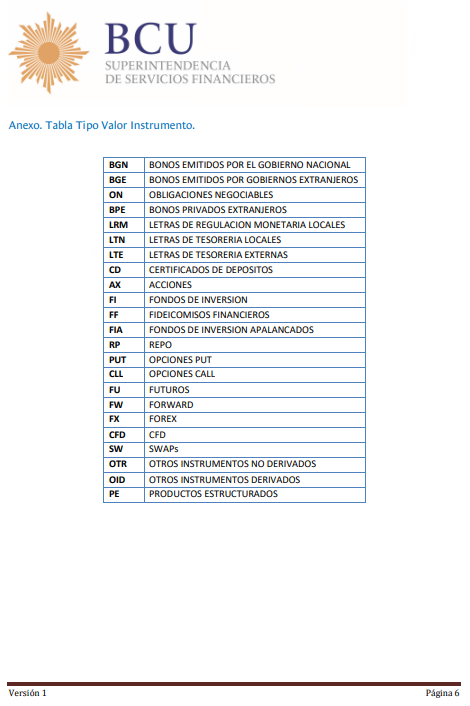 BCU
SUPERINTENDENCIA
DE SERVICIOS FINANCIEROS
Anexo. Tabla Tipo Valor Instrumento.
BGN BONOS EMITIDOS POR EL GOBIERNO NACIONAL
BGE BONOS EMITIDOS POR GOBIERNOS EXTRANJEROS
ON OBLIGACIONES NEGOCIABLES
BPE BONOS PRIVADOS EXTRANJEROS
LRM LETRAS DE REGULACION MONETARIA LOCALES
LTN LETRAS DE TESORERIA LOCALES
LTE LETRAS DE TESORERIA EXTERNAS
CD CERTIFICADOS DE DEPOSITOS
AX ACCIONES
FI FONDOS DE INVERSION
FF FIDEICOMISOS FINANCIEROS
FIA FONDOS DE INVERSION APALANCADOS
RP REPO
PUT OPCIONES PUT
CLL OPCIONES CALL
FU FUTUROS
FW FORWARD
FX FOREX
CFD CFD
SW SWAPs
OTR OTROS INSTRUMENTOS NO DERIVADOS
OID OTROS INSTRUMENTOS DERIVADOS
PE PRODUCTOS ESTRUCTURADOS
Versión 1 Página 6